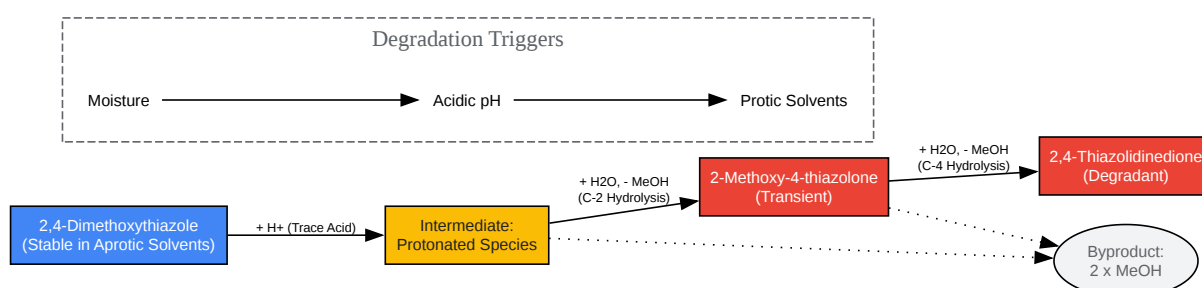 Degradation Triggers
Moisture
Acidic pH
Protic Solvents
2,4-Dimethoxythiazole
(Stable in Aprotic Solvents)
+ H+ (Trace Acid)
Intermediate:
Protonated Species
+ H2O, - MeOH
(C-2 Hydrolysis)
2-Methoxy-4-thiazolone
(Transient)
+ H2O, - MeOH
(C-4 Hydrolysis)
2,4-Thiazolidinedione
(Degradant)
Byproduct:
2 x MeOH